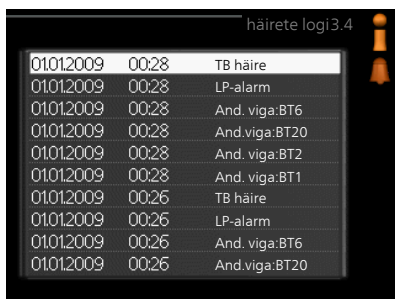 häirete logi3.4
01.01.2009 00:28 TB häire
01.01.2009 00:28 LP-alarm
01.01.2009 00:28 And. viga:BT6
01.01.2009 00:28 And.viga:BT20
01.01.2009 00:28 And. viga:BT2
01.01.2009 00:28 And. viga:BT1
01.01.2009 00:26 TB häire
01.01.2009 00:26 LP-alarm
01.01.2009 00:26 And. viga:BT6
01.01.2009 00:26 And.viga:BT20